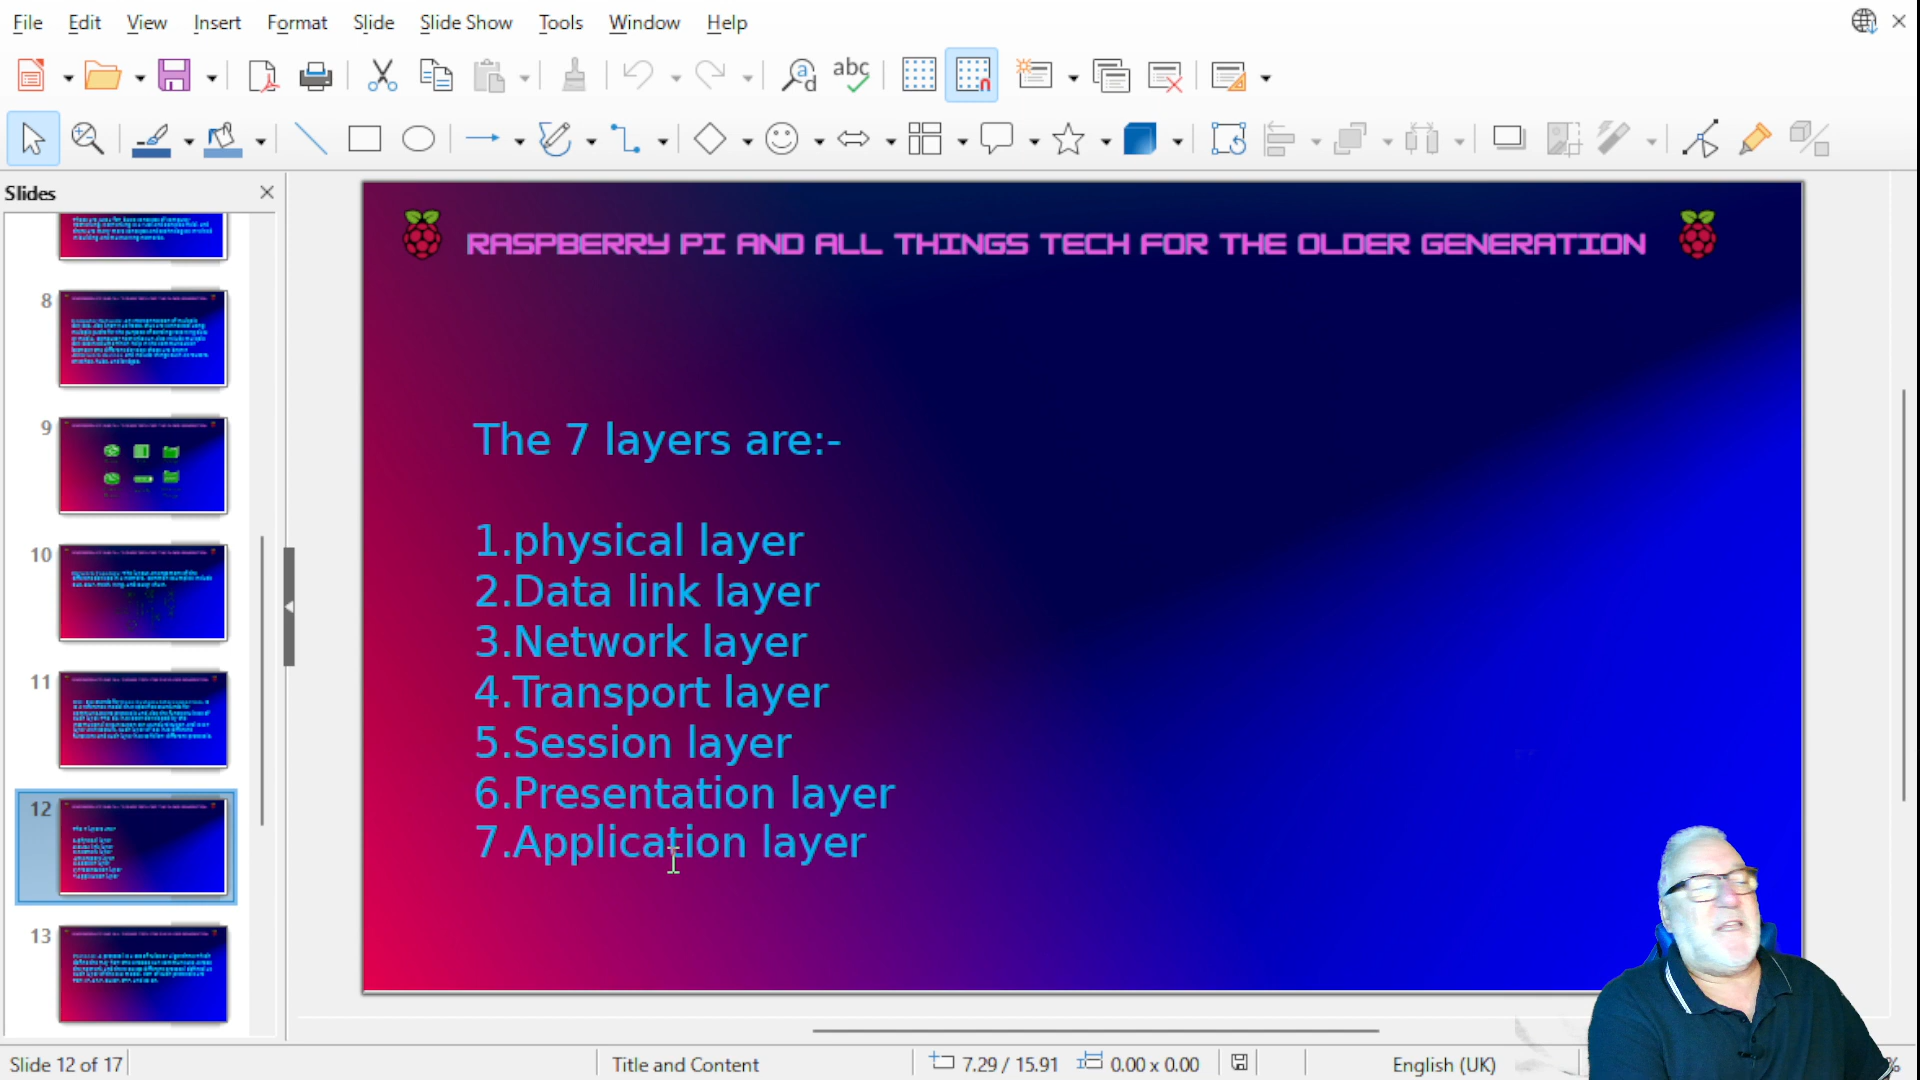 File Edit View Insert Format Slide Slide Show Tools Window Help
abc
Slides
8
9
10
11
12
13
RASPBERRY PI AND ALL THINGS TECH FOR THE OLDER GENERATION
The 7 layers are:-
1.physical layer
2.Data link layer
3.Network layer
4.Transport layer
5.Session layer
6.Presentation layer
7.Application layer
Slide 12 of 17
Title and Content
7.29 / 15.91
0.00 x 0.00
English (UK)
%